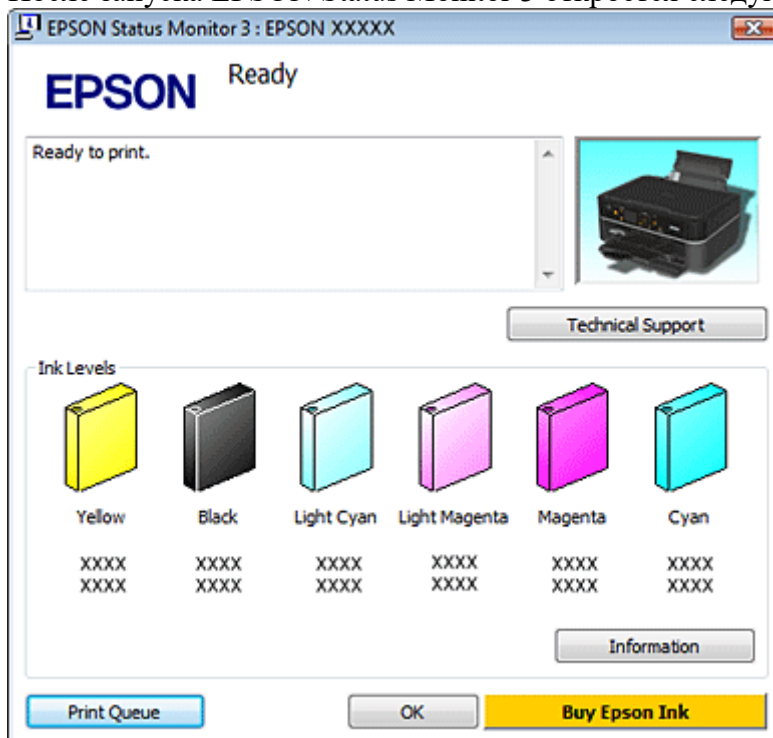 EPSON Status Monitor 3 : EPSON XXXXX
EPSON
Ready
Ready to print.
Technical Support
Ink Levels
Yellow Black Light Cyan Light Magenta Magenta Cyan
XXXX XXXX XXXX XXXX XXXX XXXX
XXXX XXXX XXXX XXXX XXXX XXXX
Information
Print Queue OK Buy Epson Ink